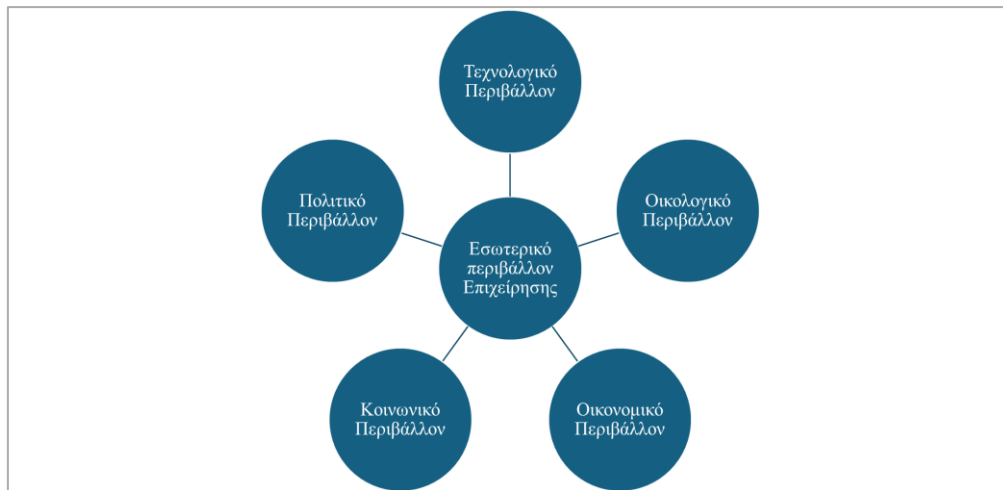 Τεχνολογικό
Περιβάλλον
Πολιτικό
Περιβάλλον
Οικολογικό
Περιβάλλον
Εσωτερικό
περιβάλλον
Επιχείρησης
Κοινωνικό
Περιβάλλον
Οικονομικό
Περιβάλλον